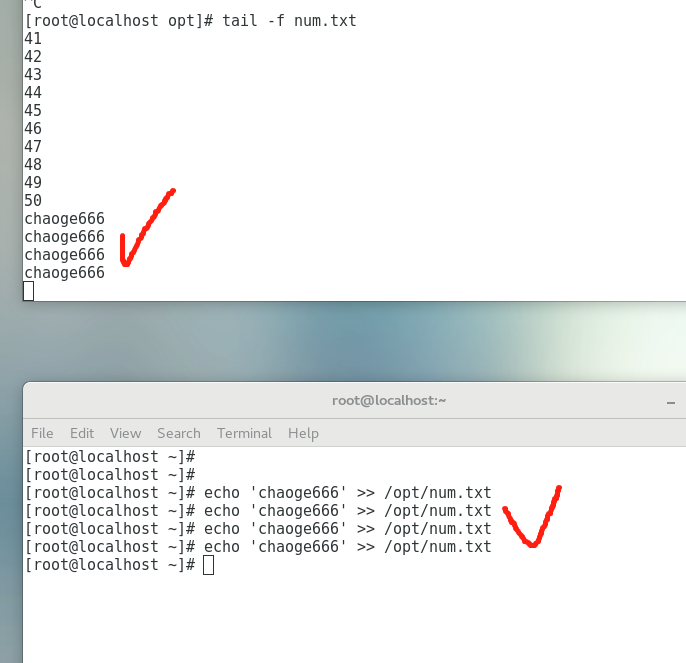 ^C
[root@localhost opt]# tail -f num.txt
41
42
43
44
45
46
47
48
49
50
chaoge666
chaoge666
chaoge666
chaoge666
root@localhost:~
File Edit View Search Terminal Help
[root@localhost ~]#
[root@localhost ~]#
[root@localhost ~]# echo 'chaoge666' >> /opt/num.txt
[root@localhost ~]# echo 'chaoge666' >> /opt/num.txt
[root@localhost ~]# echo 'chaoge666' >> /opt/num.txt
[root@localhost ~]# echo 'chaoge666' >> /opt/num.txt
[root@localhost ~]#